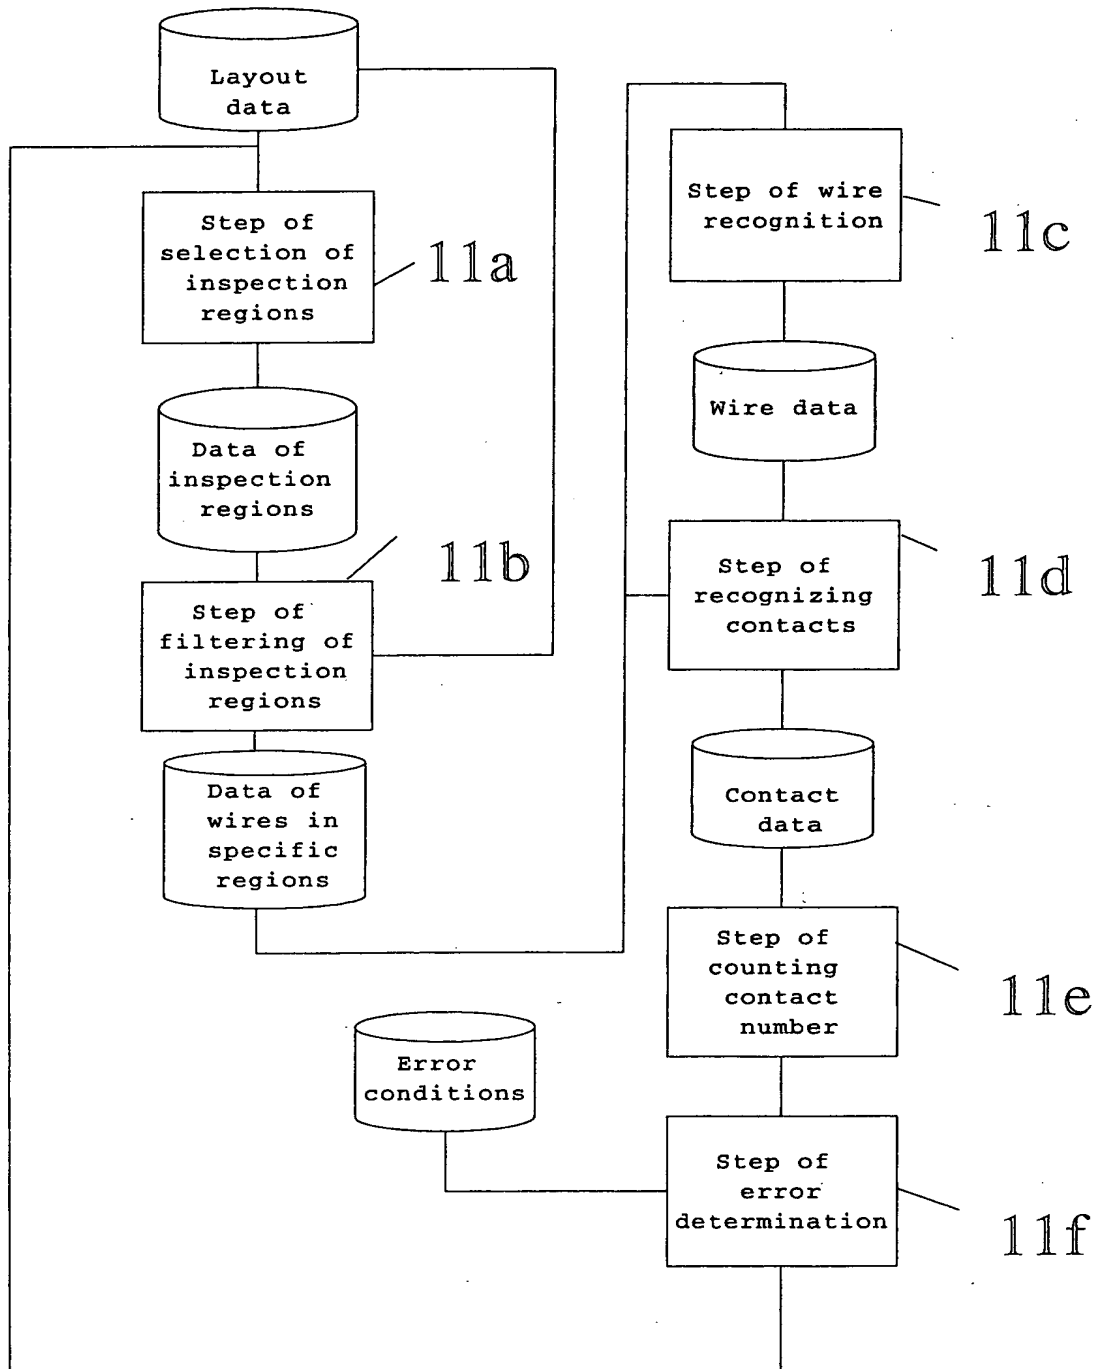 Layout
data
Step of
selection of
inspection
regions
11a
Data of
inspection
regions
11b
Step of
filtering of
inspection
regions
Data of
wires in
specific
regions
Step of wire
recognition
11c
Wire data
11d
Step of
recognizing
contacts
Contact
data
Step of
counting
contact
number
11e
Error
conditions
Step of
error
determination
11f